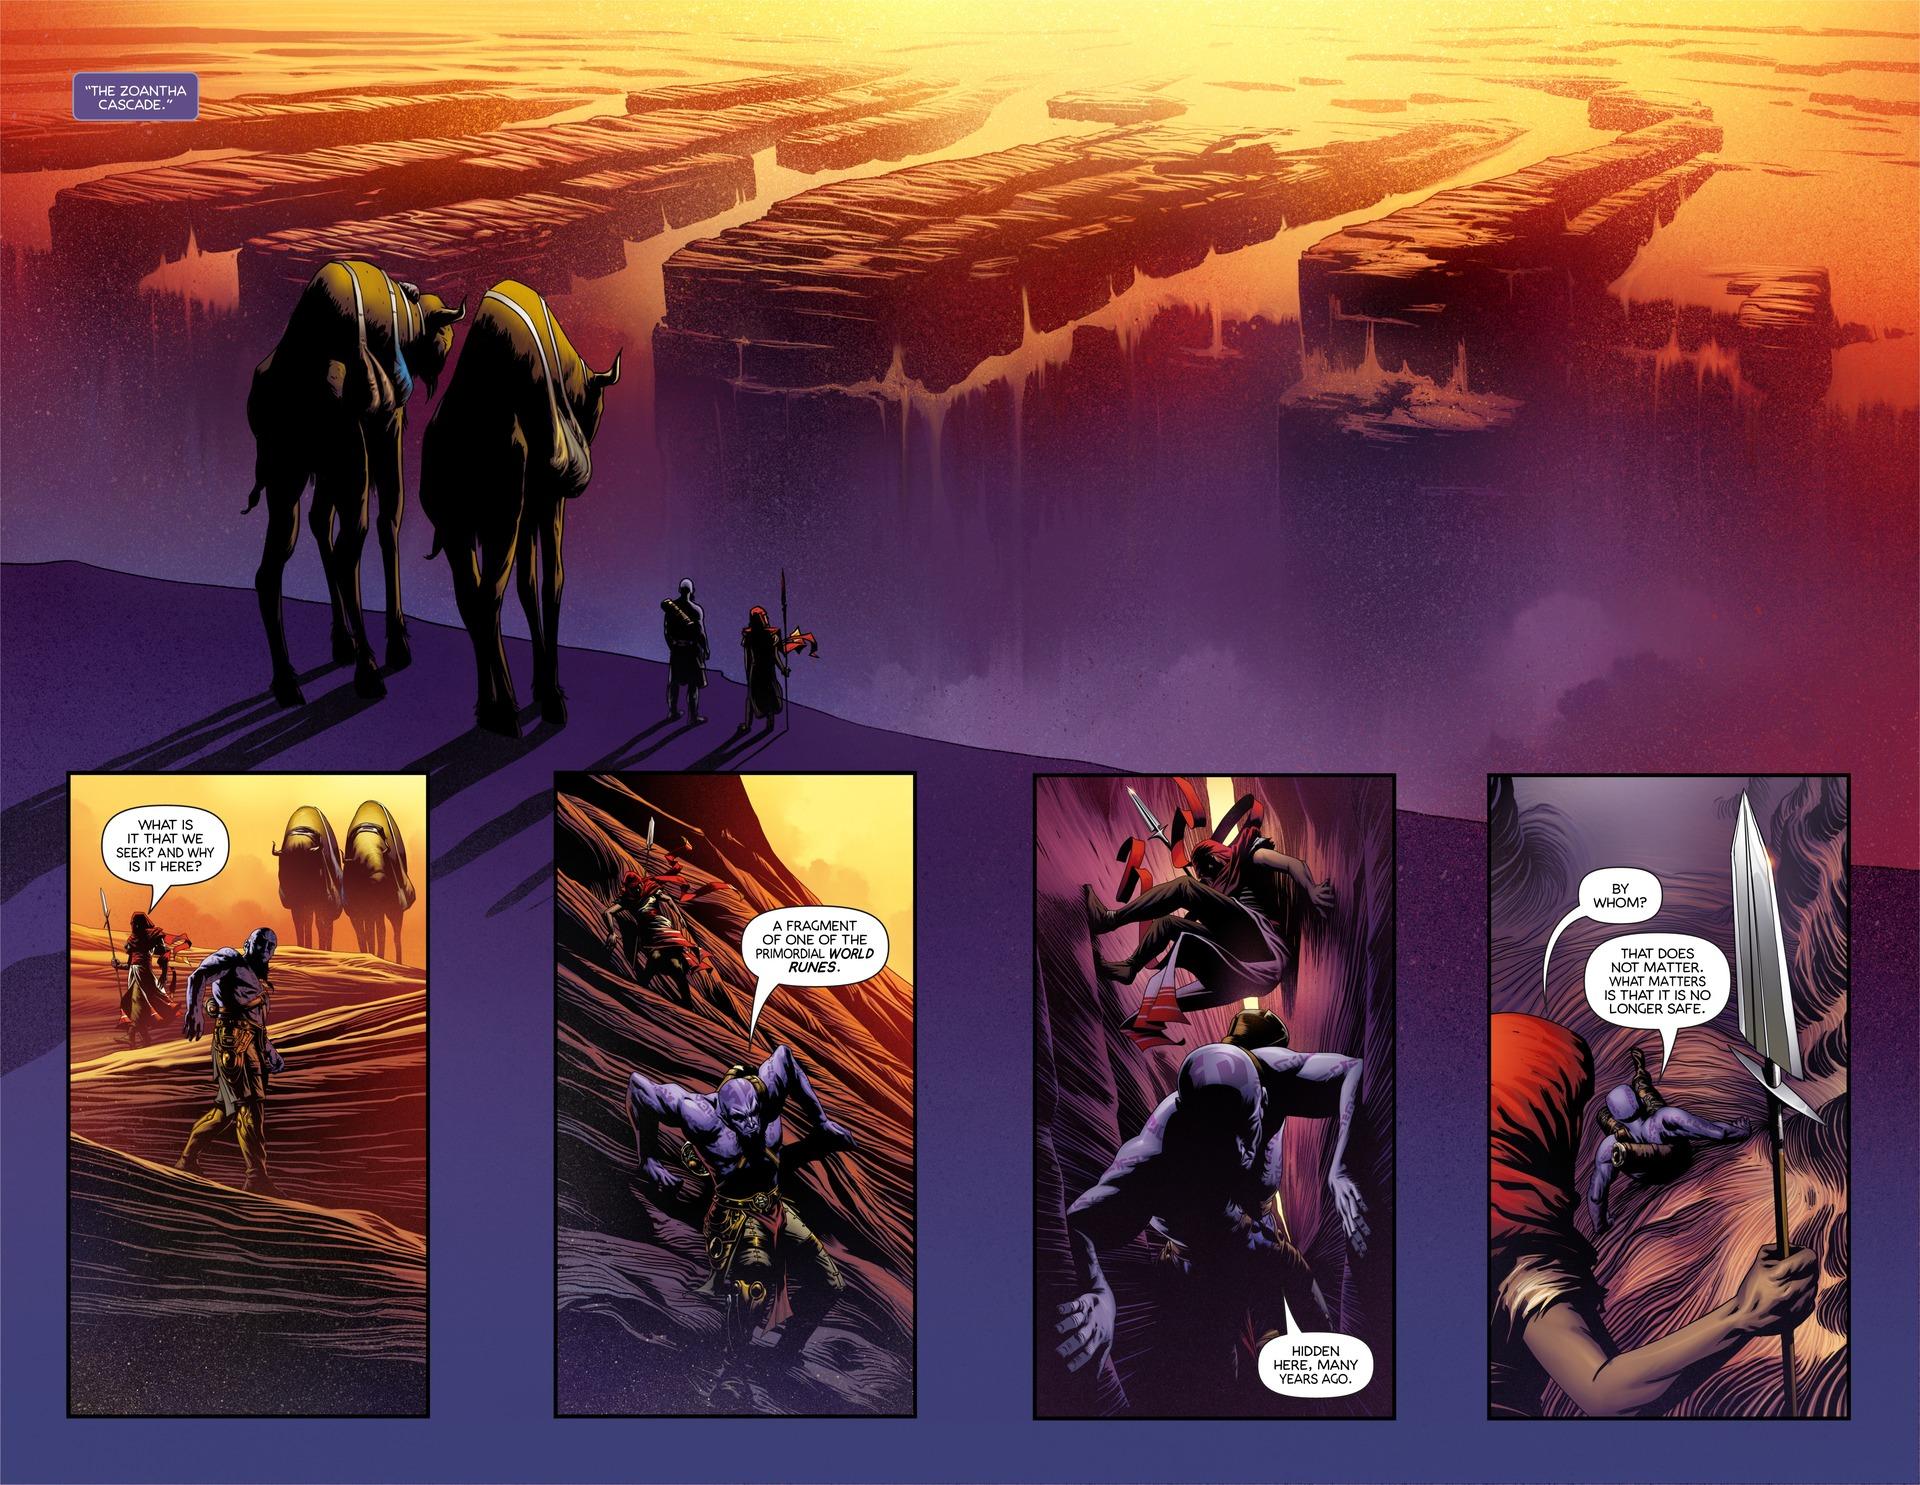 "THE ZOANTHA
CASCADE."
WHAT IS
IT THAT WE
SEEK? AND WHY
IS IT HERE?
A FRAGMENT
OF ONE OF THE
PRIMORDIAL WORLD
RUNES.
HIDDEN
HERE, MANY
YEARS AGO.
BY
WHOM?
THAT DOES
NOT MATTER.
WHAT MATTERS
IS THAT IT IS NO
LONGER SAFE.